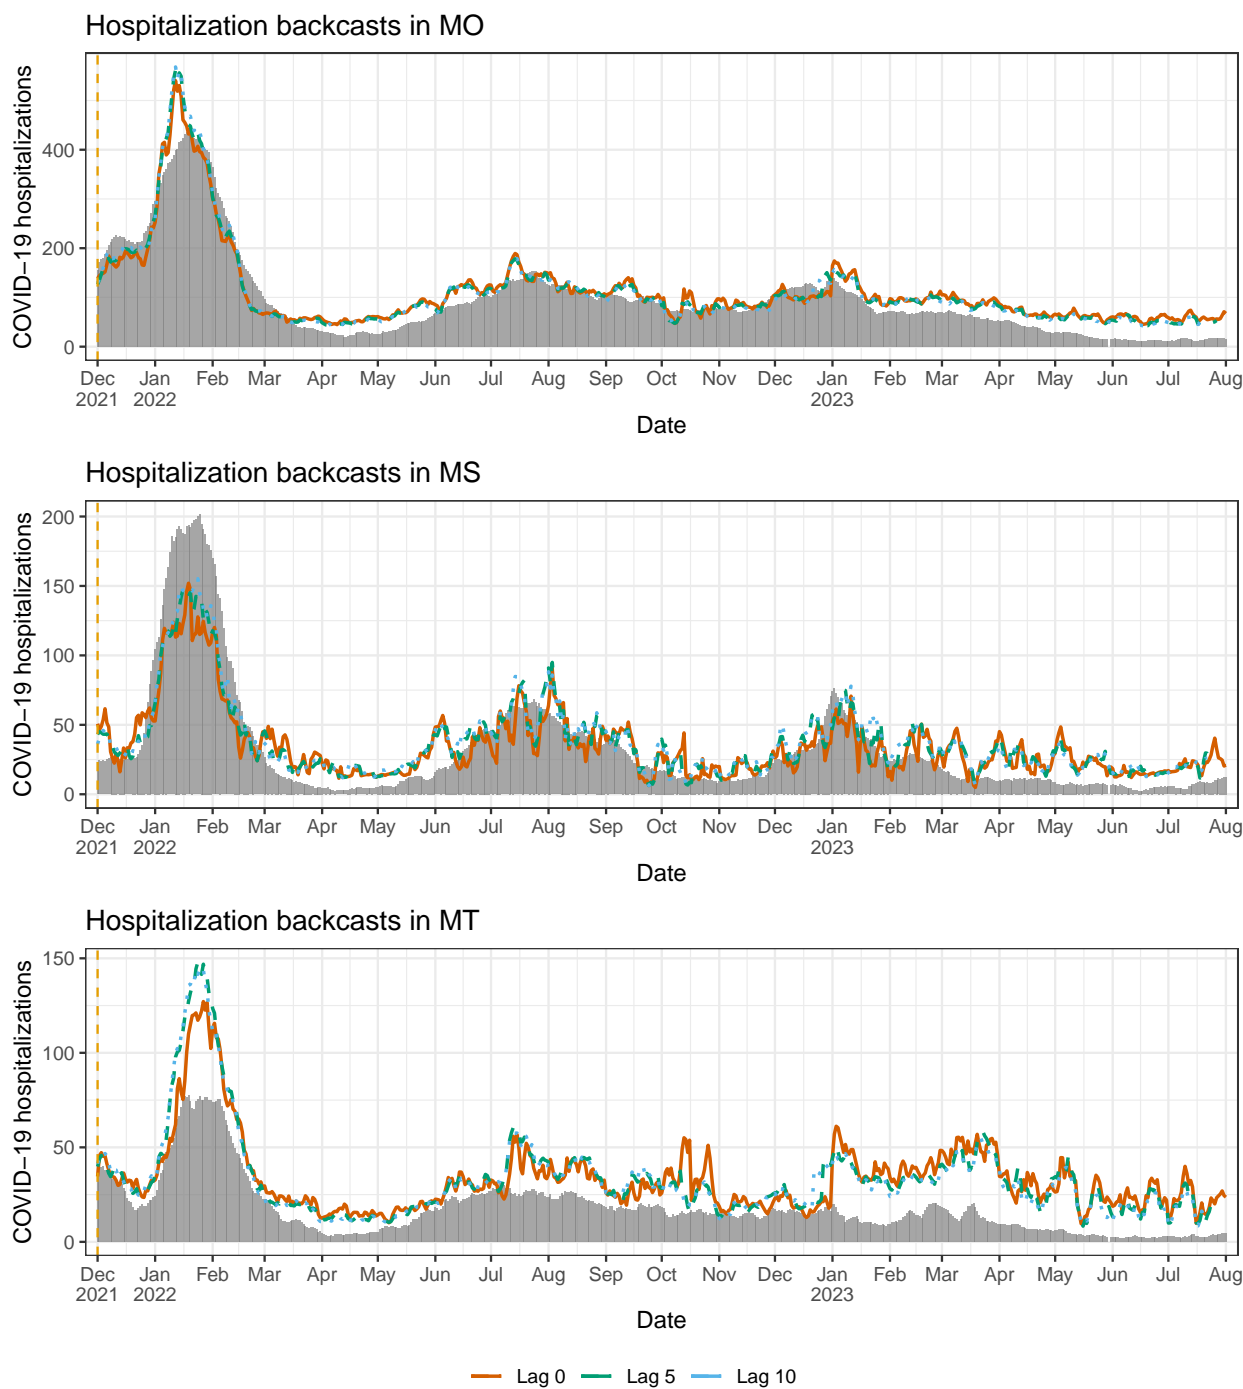 Hospitalization backcasts in MO
COVID−19 hospitalizations
400
200
0
Dec Jan Feb Mar Apr May Jun Jul Aug Sep Oct Nov Dec Jan Feb Mar Apr May Jun Jul Aug
2021 2022 2023
Date
Hospitalization backcasts in MS
COVID−19 hospitalizations
200
150
100
50
0
Dec Jan Feb Mar Apr May Jun Jul Aug Sep Oct Nov Dec Jan Feb Mar Apr May Jun Jul Aug
2021 2022 2023
Date
Hospitalization backcasts in MT
COVID−19 hospitalizations
150
100
50
0
Dec Jan Feb Mar Apr May Jun Jul Aug Sep Oct Nov Dec Jan Feb Mar Apr May Jun Jul Aug
2021 2022 2023
Date
Lag 0 Lag 5 Lag 10